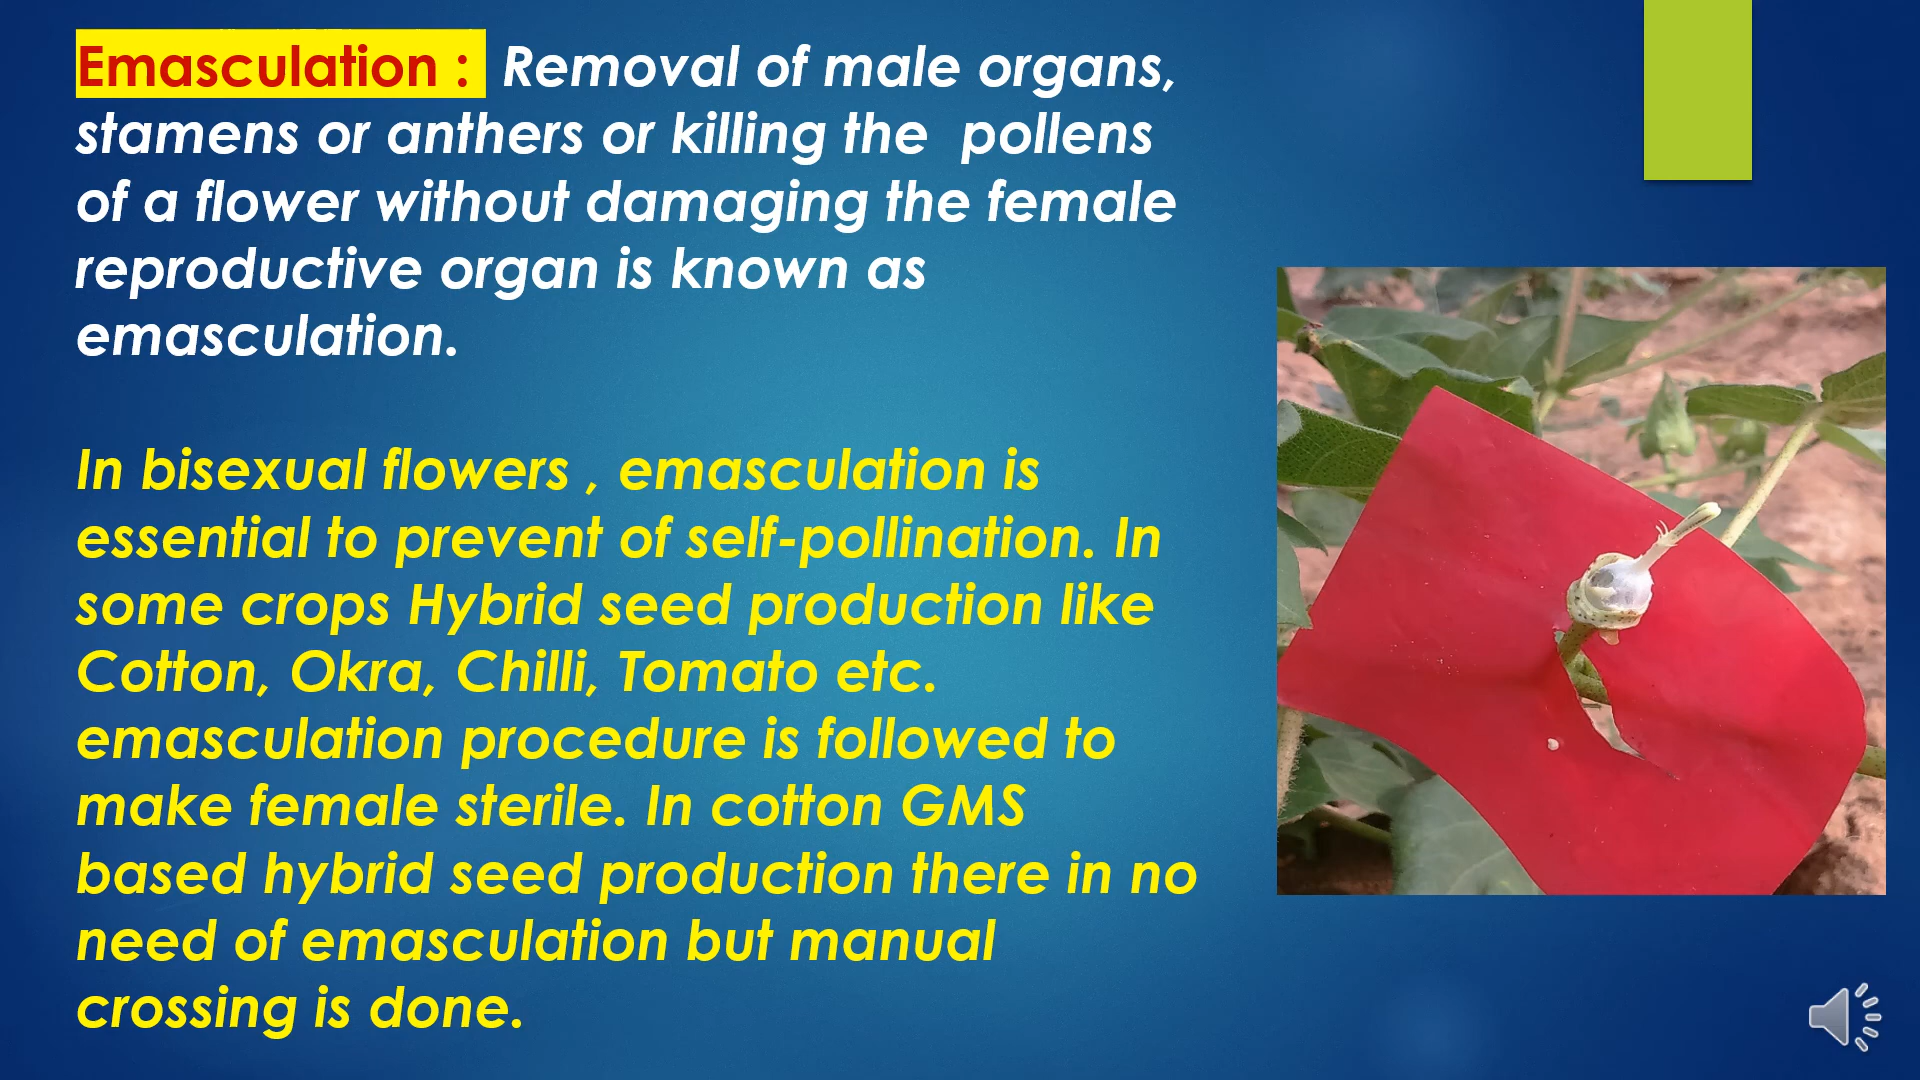 Emasculation : Removal of male organs,
stamens or anthers or killing the pollens
of a flower without damaging the female
reproductive organ is known as
emasculation.
In bisexual flowers , emasculation is
essential to prevent of self-pollination. In
some crops Hybrid seed production like
Cotton, Okra, Chilli, Tomato etc.
emasculation procedure is followed to
make female sterile. In cotton GMS
based hybrid seed production there in no
need of emasculation but manual
crossing is done.